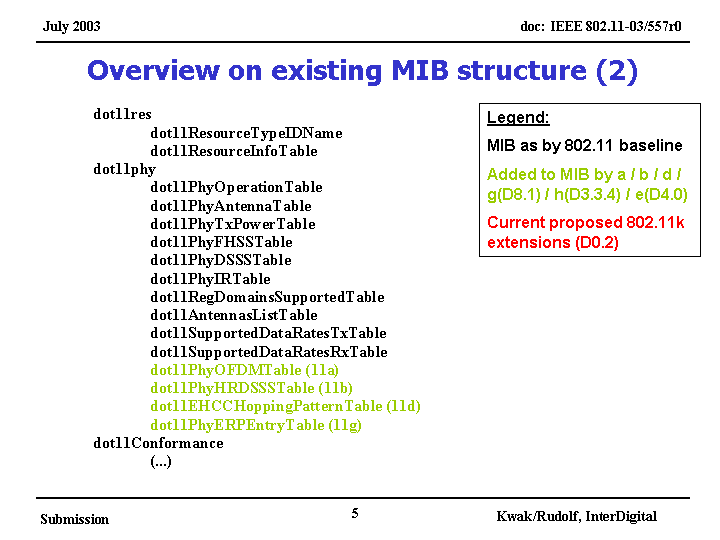 July 2003
doc: IEEE 802.11-03/557r0
Overview on existing MIB structure (2)
dot11res
dot11ResourceTypeIDName
dot11ResourceInfoTable
dot11phy
dot11PhyOperationTable
dot11PhyAntennaTable
dot11PhyTxPowerTable
dot11PhyFHSSTable
dot11PhyDSSSTable
dot11PhyIRTable
dot11RegDomainsSupportedTable
dot11AntennasListTable
dot11SupportedDataRatesTxTable
dot11SupportedDataRatesRxTable
dot11PhyOFDMTable (11a)
dot11PhyHRDSSSTable (11b)
dot11EHCCHoppingPatternTable (11d)
dot11PhyERPEntryTable (11g)
dot11Conformance
(...)
Legend:
MIB as by 802.11 baseline
Added to MIB by a / b / d /
g(D8.1) / h(D3.3.4) / e(D4.0)
Current proposed 802.11k
extensions (D0.2)
Submission
5
Kwak/Rudolf, InterDigital